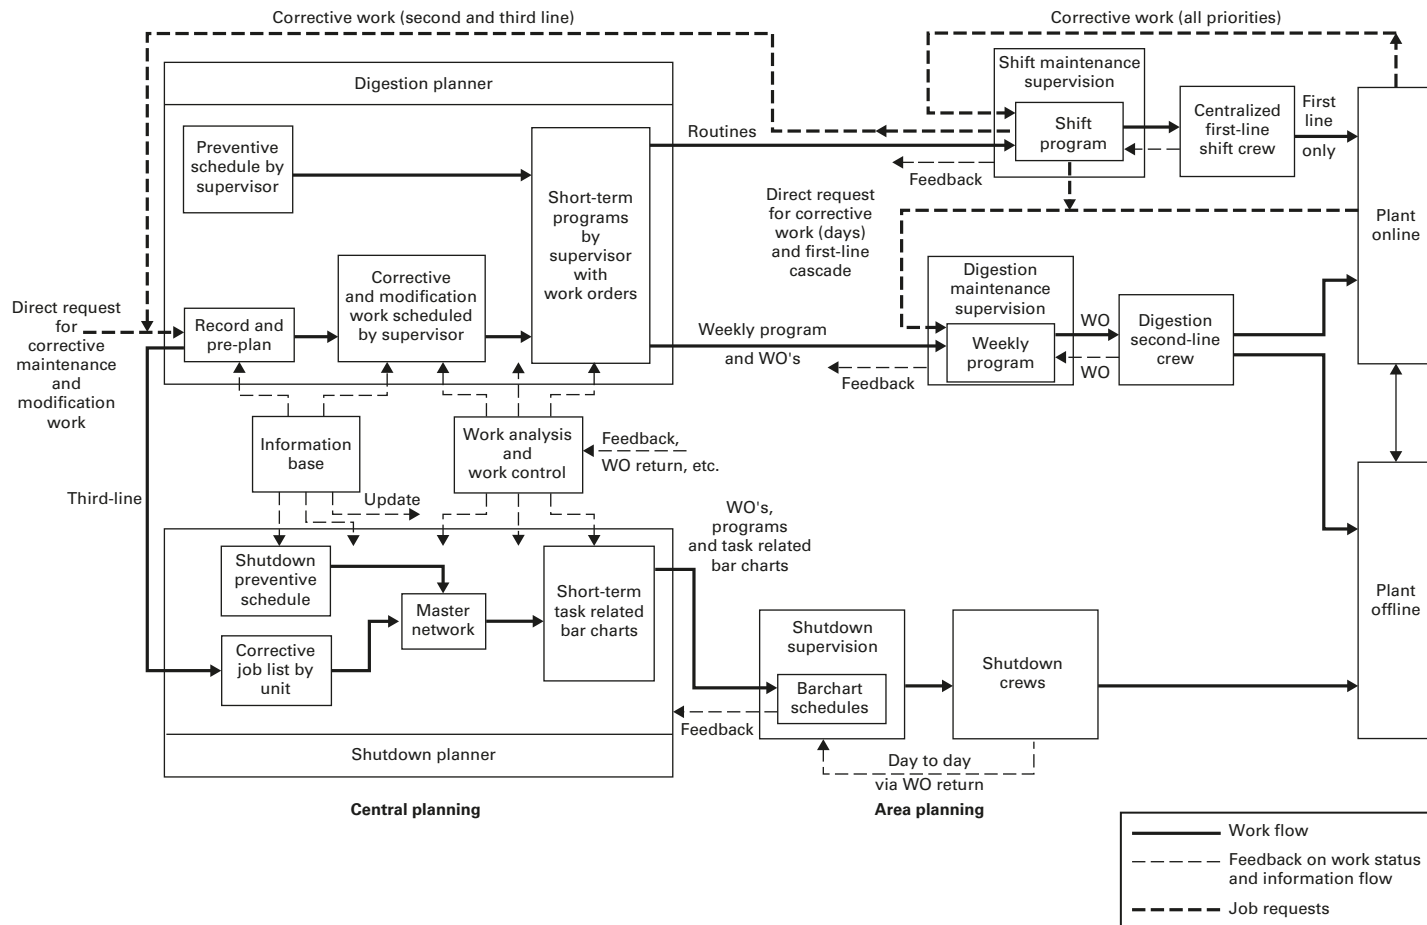 Corrective work (second and third line)
Corrective work (all priorities)
Digestion planner
Shift maintenance
supervision
Preventive
schedule by
supervisor
Routines
Shift
program
Centralized
first-line
shift crew
First
line
only
Feedback
Short-term
programs
by
supervisor
with
work orders
Direct request
for corrective
work (days)
and first-line
cascade
Plant
online
Direct request
for
corrective
maintenance
and
modification
work
Record and
pre-plan
Corrective
and modification
work scheduled
by supervisor
Weekly program
and WO's
Digestion
maintenance
supervision
Weekly
program
WO
WO
Digestion
second-line
crew
Feedback
Information
base
Work analysis
and
work control
Feedback,
WO return, etc.
Third-line
Update
WO's,
programs
and task related
bar charts
Shutdown
preventive
schedule
Master
network
Short-term
task related
bar charts
Corrective
job list by
unit
Shutdown
supervision
Barchart
schedules
Shutdown
crews
Plant
offline
Feedback
Shutdown planner
Day to day
via WO return
Central planning
Area planning
Work flow
Feedback on work status
and information flow
Job requests